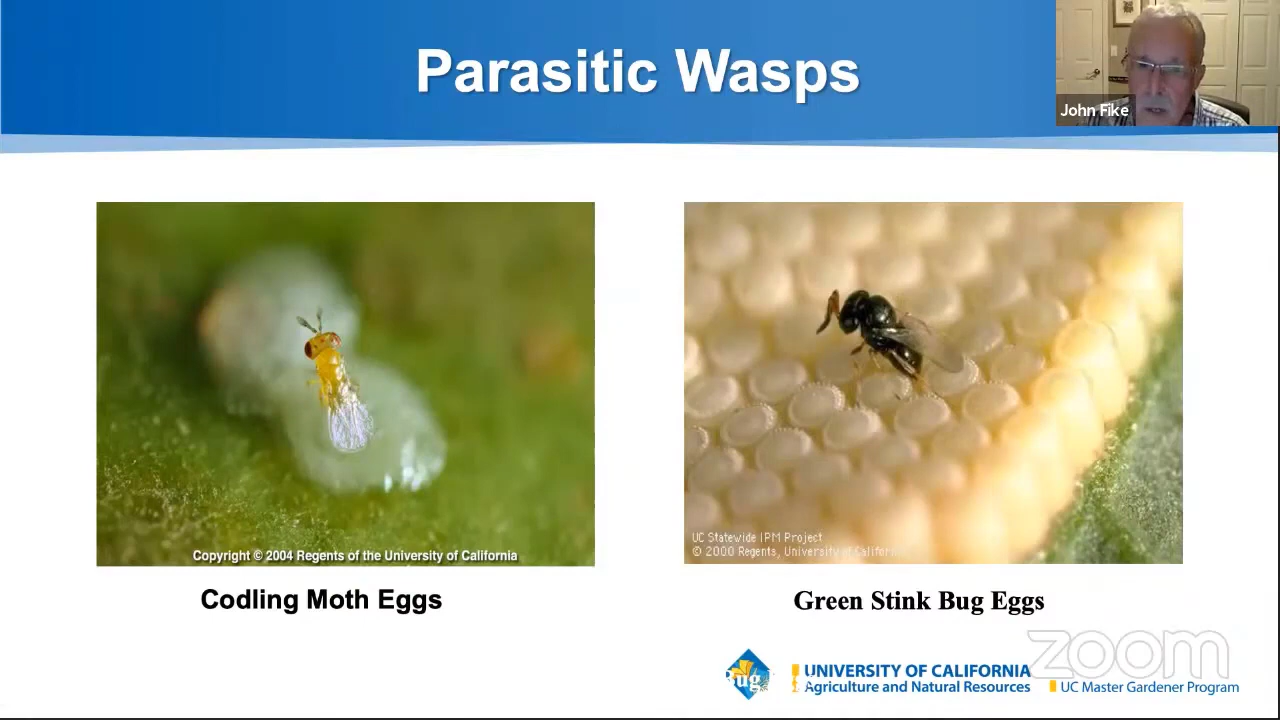 Parasitic Wasps
John Fike
Copyright © 2004 Regents of the University of California
UC Statewide IPM Project
© 2000 Regents, University of California
Codling Moth Eggs
Green Stink Bug Eggs
zoom
UNIVERSITY OF CALIFORNIA
Agriculture and Natural Resources
UC Master Gardener Program